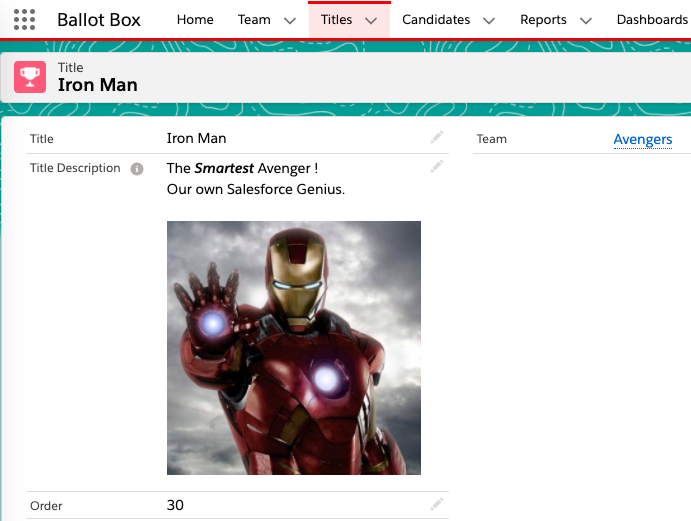 Ballot Box
Home Team Titles Candidates Reports Dashboards
Title
Iron Man
Title Iron Man
Team Avengers
Title Description The Smartest Avenger !
Our own Salesforce Genius.
Order 30